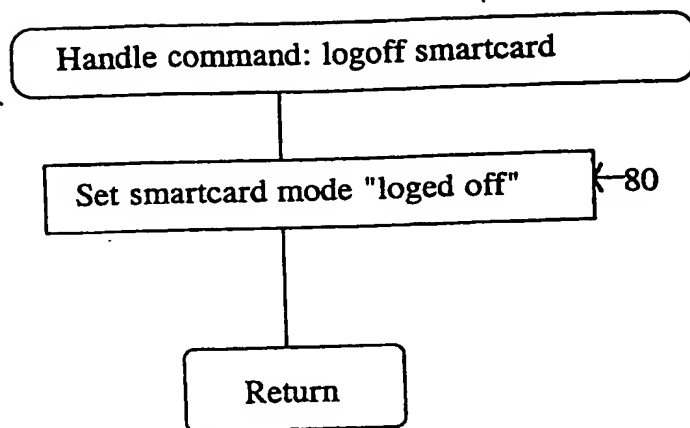 Handle command: logoff smartcard
Set smartcard mode "loged off"
80
Return